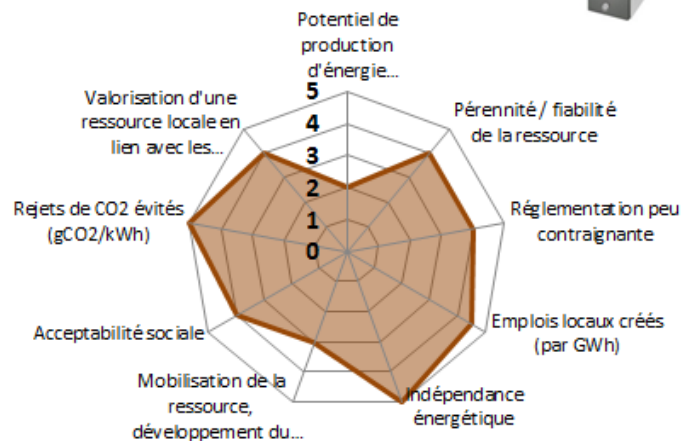 Potentiel de
production
d'énergie...
Pérennité / fiabilité
de la ressource
Réglementation peu
contraignante
Emplois locaux créés
(par GWh)
Indépendance
énergétique
Mobilisation de la
ressource,
développement du...
Acceptabilité sociale
Rejets de CO2 évités
(gCO2/kWh)
Valorisation d'une
ressource locale en
lien avec les...
5
4
3
2
1
0